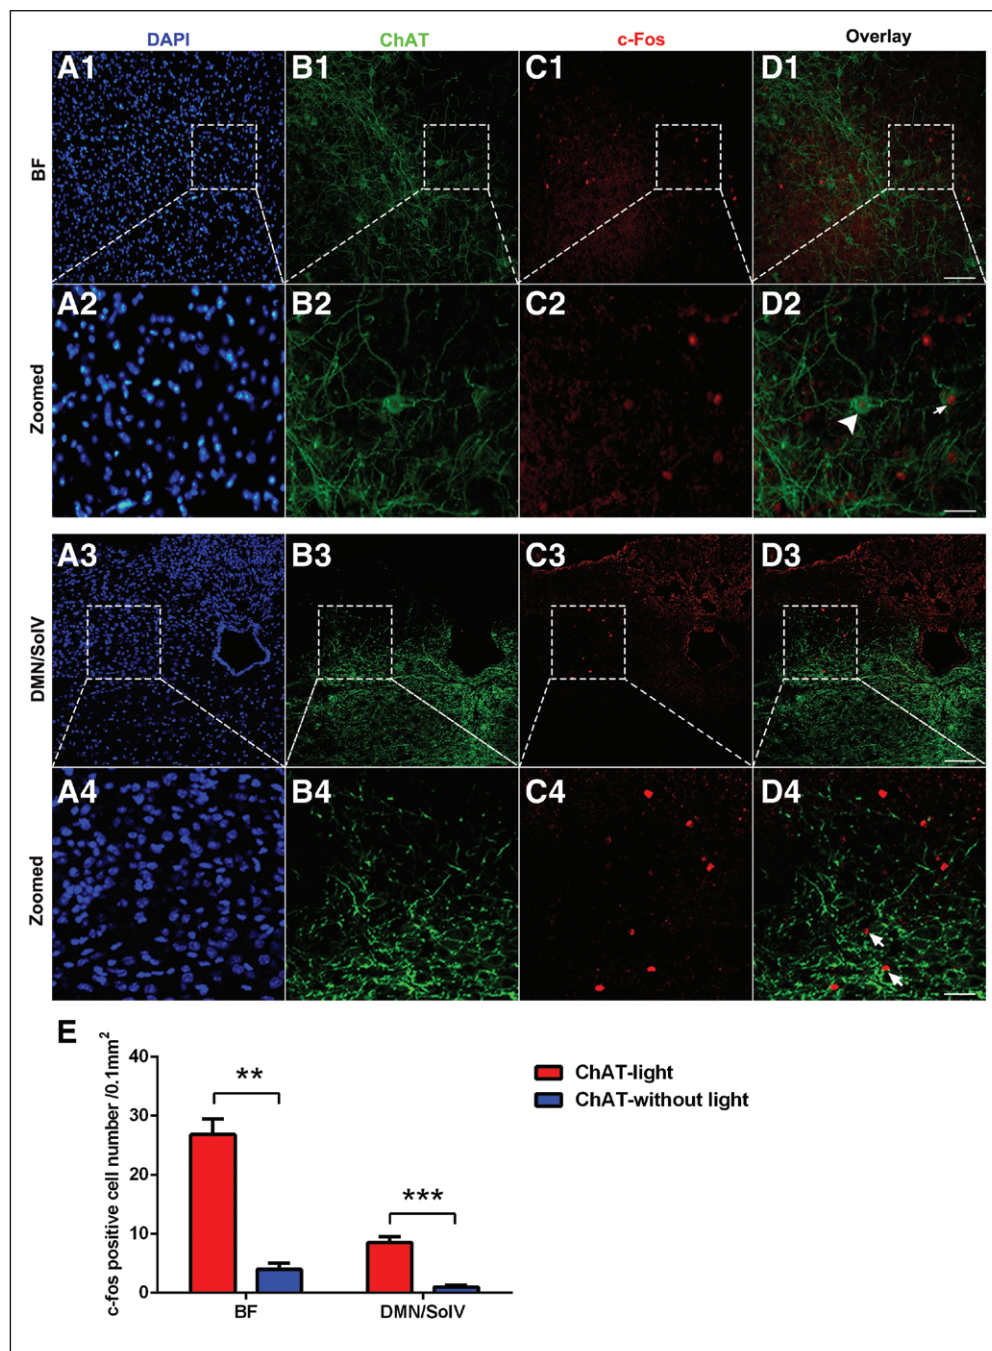 DAPI ChAT c-Fos Overlay
BF A1 B1 C1 D1
Zoomed A2 B2 C2 D2
DMN/SolV A3 B3 C3 D3
Zoomed A4 B4 C4 D4
E
c-fos positive cell number /0.1mm²
40
30
20
10
0
**
***
ChAT-light
ChAT-without light
BF DMN/SolV